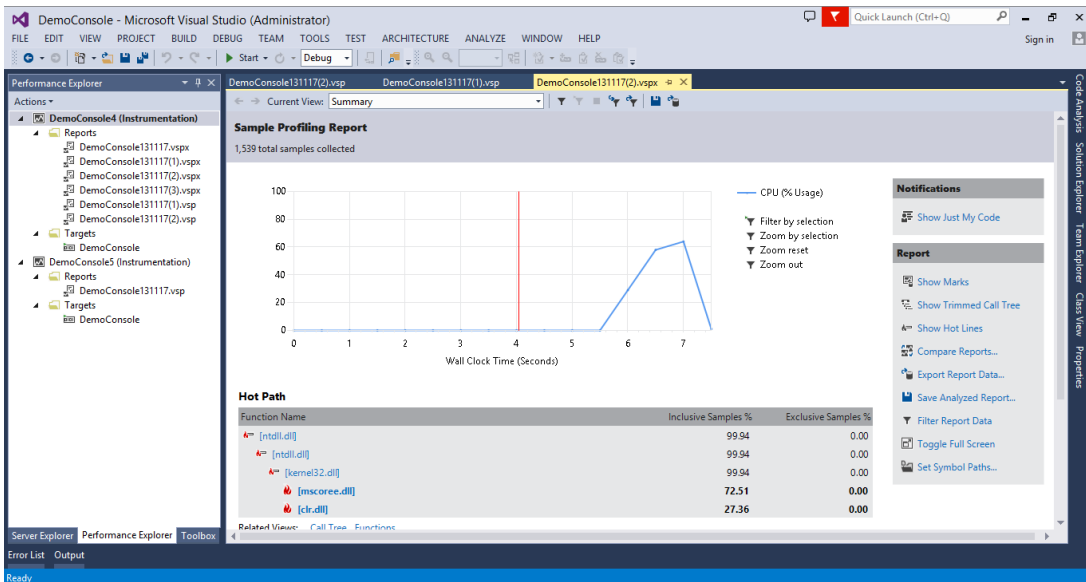 DemoConsole - Microsoft Visual Studio (Administrator)
Quick Launch (Ctrl+Q)
FILE EDIT VIEW PROJECT BUILD DEBUG TEAM TOOLS TEST ARCHITECTURE ANALYZE WINDOW HELP
Sign in
Start Debug
Performance Explorer
Actions
DemoConsole4 (Instrumentation)
Reports
DemoConsole131117.vspx
DemoConsole131117(1).vspx
DemoConsole131117(2).vspx
DemoConsole131117(3).vspx
DemoConsole131117(1).vsp
DemoConsole131117(2).vsp
Targets
DemoConsole
DemoConsole5 (Instrumentation)
Reports
DemoConsole131117.vsp
Targets
DemoConsole
Server Explorer Performance Explorer Toolbox
DemoConsole131117(2).vsp DemoConsole131117(1).vsp DemoConsole131117(2).vspx
Current View: Summary
Sample Profiling Report
1,539 total samples collected
100
80
60
40
20
0
0 1 2 3 4 5 6 7
Wall Clock Time (Seconds)
CPU (% Usage)
Filter by selection
Zoom by selection
Zoom reset
Zoom out
Hot Path
Function Name Inclusive Samples % Exclusive Samples %
[ntdll.dll] 99.94 0.00
[ntdll.dll] 99.94 0.00
[kernel32.dll] 99.94 0.00
[mscoree.dll] 72.51 0.00
[clr.dll] 27.36 0.00
Related Views: Call Tree Functions
Notifications
Show Just My Code
Report
Show Marks
Show Trimmed Call Tree
Show Hot Lines
Compare Reports...
Export Report Data...
Save Analyzed Report...
Filter Report Data
Toggle Full Screen
Set Symbol Paths...
Code Analysis
Solution Explorer
Team Explorer
Class View
Properties
Error List Output
Ready